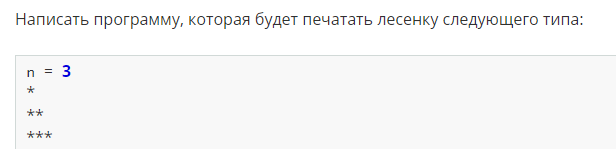 Написать программу, которая будет печатать лесенку следующего типа:
n = 3
*
**
***